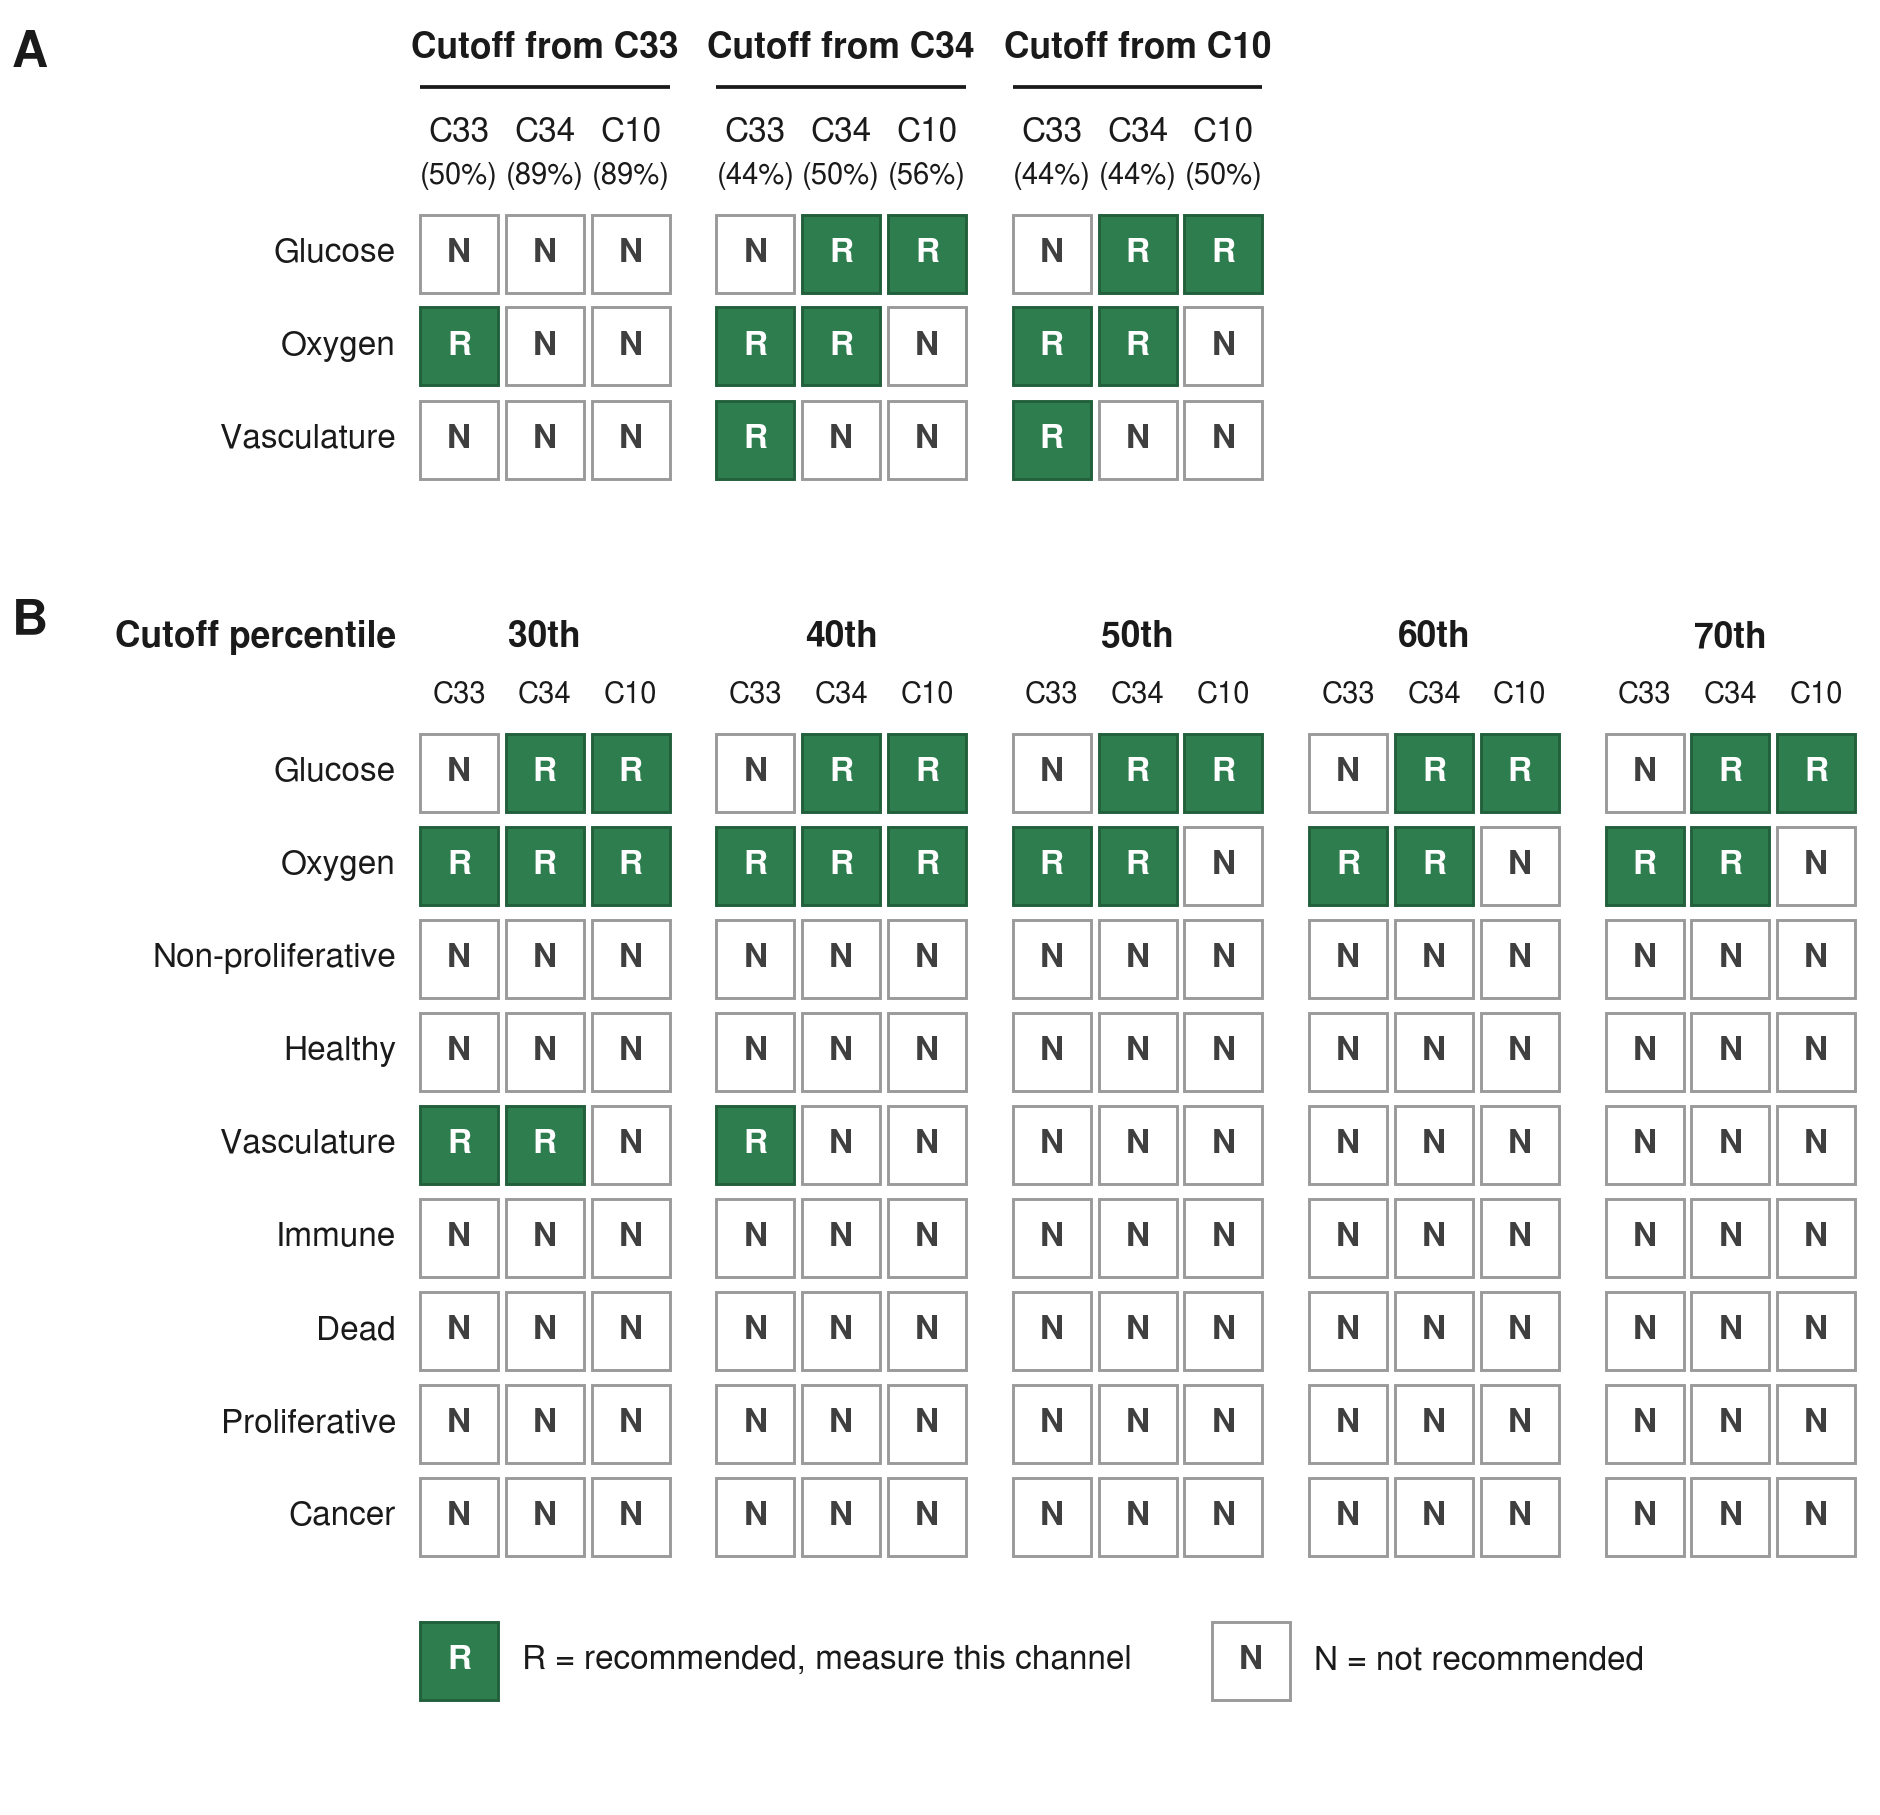 A
Cutoff from C33 Cutoff from C34 Cutoff from C10
C33 C34 C10 C33 C34 C10 C33 C34 C10
(50%) (89%) (89%) (44%) (50%) (56%) (44%) (44%) (50%)
Glucose N N N N R R N R R
Oxygen R N N R R N R R N
Vasculature N N N R N N R N N
B
Cutoff percentile 30th 40th 50th 60th 70th
C33 C34 C10 C33 C34 C10 C33 C34 C10 C33 C34 C10 C33 C34 C10
Glucose N R R N R R N R R N R R N R R
Oxygen R R R R R R R R N R R N R R N
Non-proliferative N N N N N N N N N N N N N N N
Healthy N N N N N N N N N N N N N N N
Vasculature R R N R N N N N N N N N N N N
Immune N N N N N N N N N N N N N N N
Dead N N N N N N N N N N N N N N N
Proliferative N N N N N N N N N N N N N N N
Cancer N N N N N N N N N N N N N N N
R R = recommended, measure this channel N N = not recommended